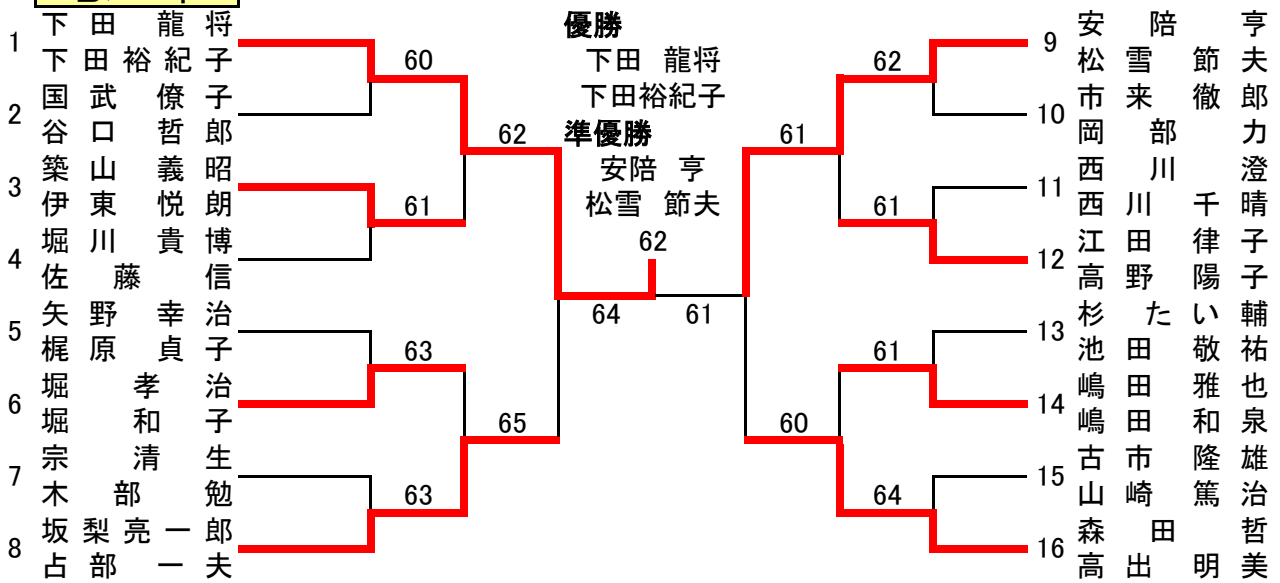 1
下田 龍将
下田裕紀子
2
国武僚子
谷口哲郎
3
築山義昭
伊東悦朗
4
堀川貴博
佐藤信
5
矢野幸治
梶原貞子
6
堀孝治
堀和子
7
宗清生
木部勉
8
坂梨亮一郎
占部一夫
60
61
63
63
62
65
64
優勝
下田 龍将
下田裕紀子
準優勝
安陪 亨
松雪 節夫
62
61
61
60
62
61
61
64
9
安陪亨
松雪節夫
10
市来徹郎
岡部力
11
西川澄
西川千晴
12
江田律子
高野陽子
13
杉たい輔
池田敬祐
14
嶋田雅也
嶋田和泉
15
古市隆雄
山崎篤治
16
森田哲
高出明美